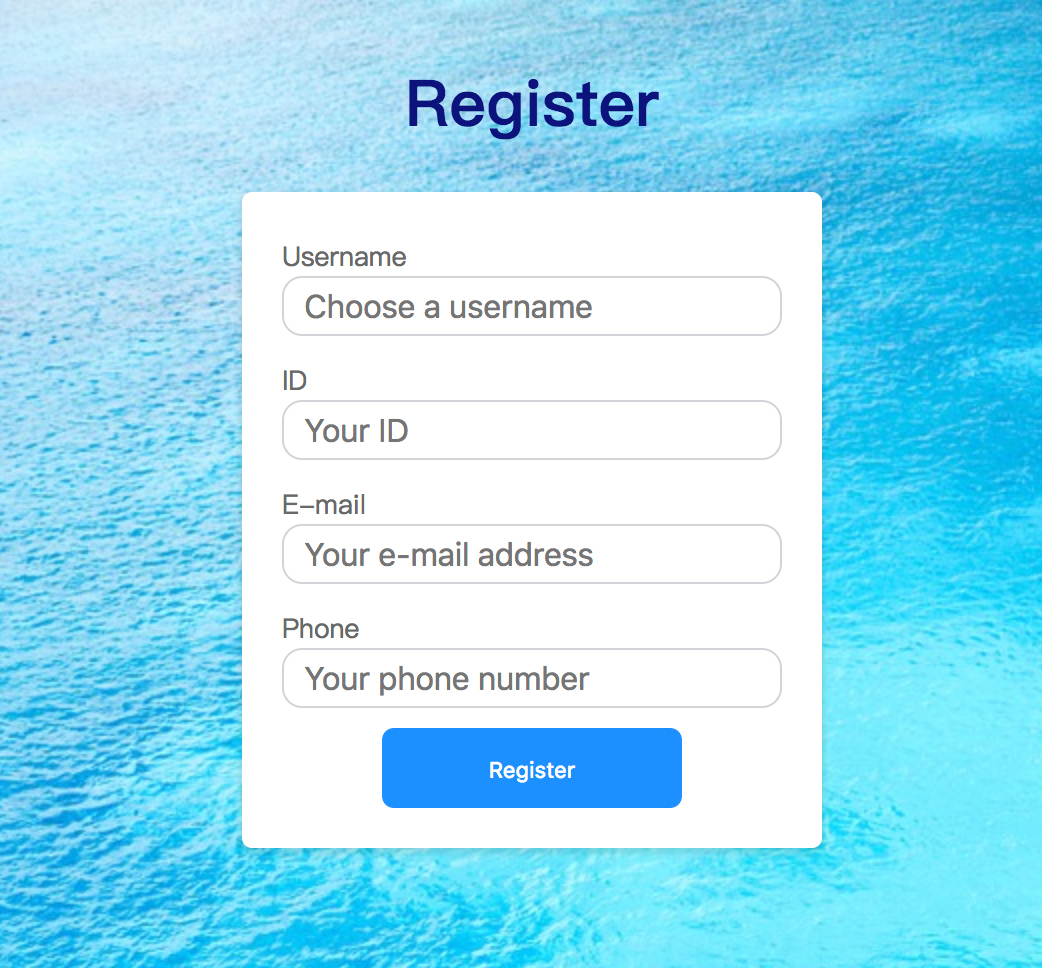 Register
Username
Choose a username
ID
Your ID
E-mail
Your e-mail address
Phone
Your phone number
Register